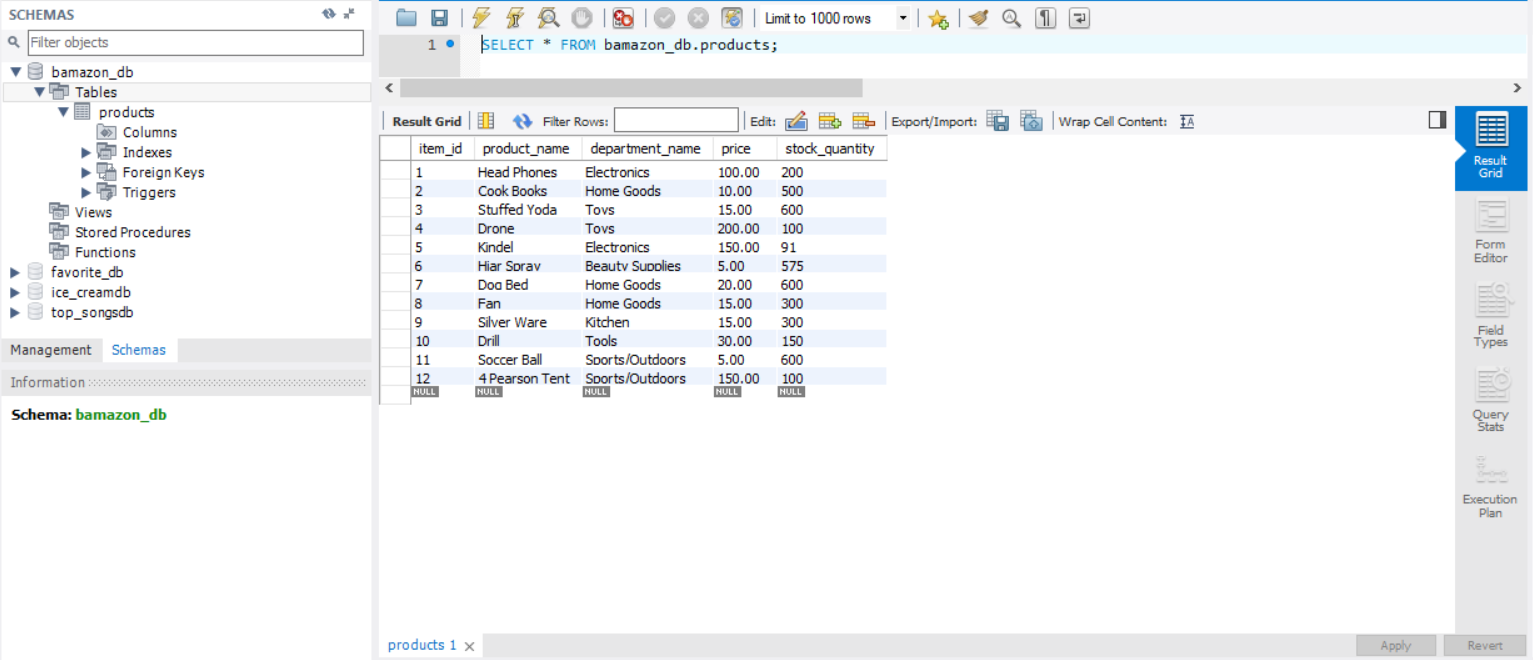 SCHEMAS
Filter objects
bamazon_db
Tables
products
Columns
Indexes
Foreign Keys
Triggers
Views
Stored Procedures
Functions
favorite_db
ice_creamdb
top_songsdb
Management Schemas
Information
Schema: bamazon_db
Limit to 1000 rows
1 SELECT * FROM bamazon_db.products;
Result Grid Filter Rows: Edit: Export/Import: Wrap Cell Content:
item_id product_name department_name price stock_quantity
1 Head Phones Electronics 100.00 200
2 Cook Books Home Goods 10.00 500
3 Stuffed Yoda Toys 15.00 600
4 Drone Toys 200.00 100
5 Kindel Electronics 150.00 91
6 Hiar Spray Beauty Supplies 5.00 575
7 Dog Bed Home Goods 20.00 600
8 Fan Home Goods 15.00 300
9 Silver Ware Kitchen 15.00 300
10 Drill Tools 30.00 150
11 Soccer Ball Sports/Outdoors 5.00 600
12 4 Pearson Tent Sports/Outdoors 150.00 100
NULL NULL NULL NULL NULL
Result
Grid
Form
Editor
Field
Types
Query
Stats
Execution
Plan
products 1
Apply Revert